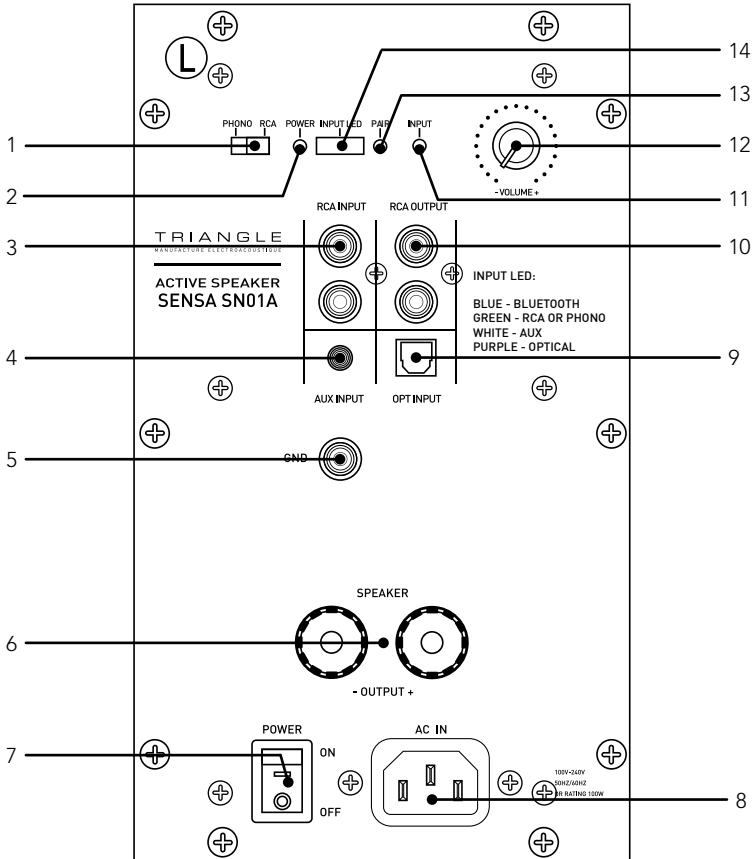 L
14
13
PHONO RCA POWER INPUT LED PAIR INPUT
1
12
2
- VOLUME +
11
RCA INPUT RCA OUTPUT
TRIANGLE
3
10
MANUFACTURE ELECTROACOUSTIQUE
INPUT LED:
ACTIVE SPEAKER
SENSA SN01A
BLUE - BLUETOOTH
GREEN - RCA OR PHONO
WHITE - AUX
PURPLE - OPTICAL
4
9
AUX INPUT OPT INPUT
5
GND
SPEAKER
6
- OUTPUT +
POWER AC IN
7
ON
OFF
100V-240V
50HZ/60HZ
RATING 100W
8